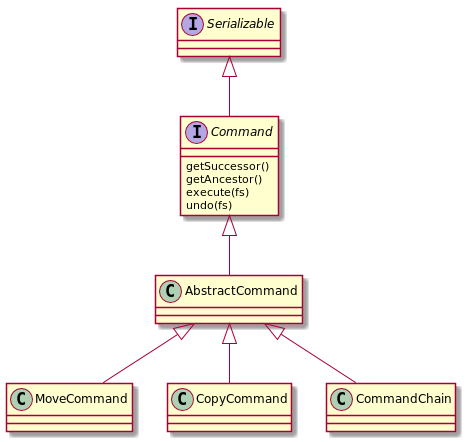 I Serializable
I Command
getSuccessor()
getAncestor()
execute(fs)
undo(fs)
C AbstractCommand
C MoveCommand
C CopyCommand
C CommandChain